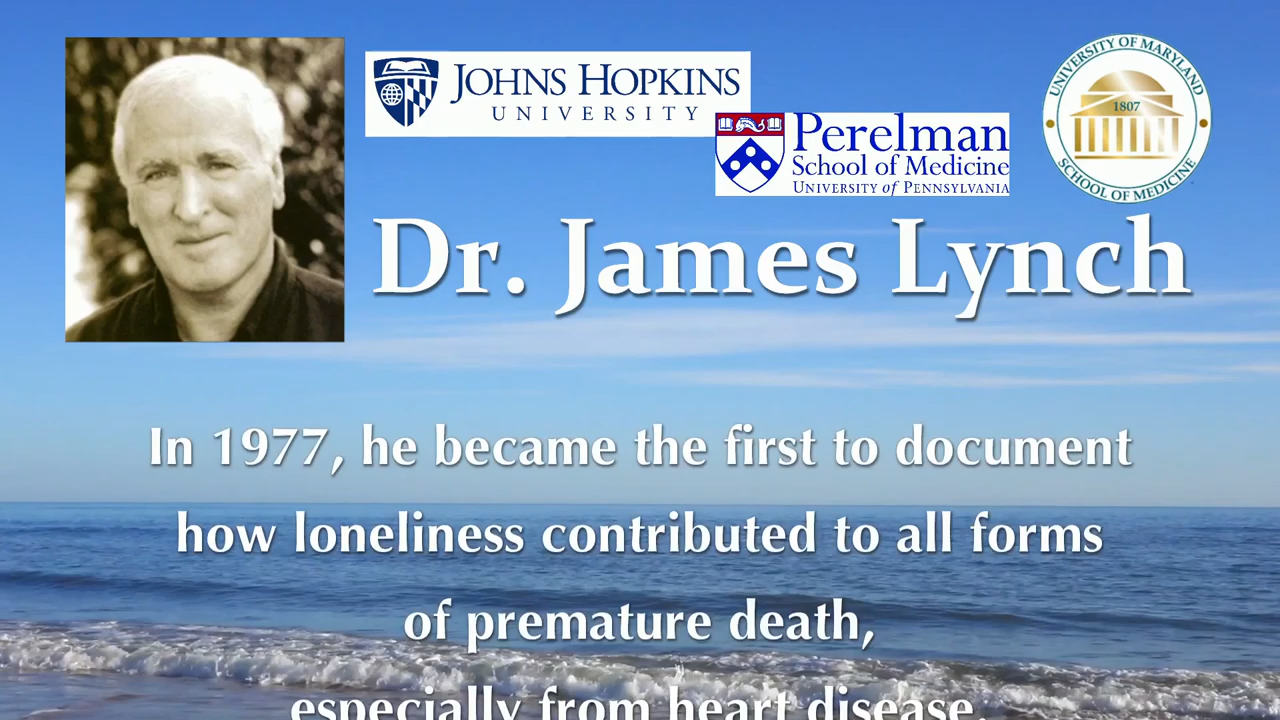 JOHNS HOPKINS
UNIVERSITY
Perelman
School of Medicine
UNIVERSITY of PENNSYLVANIA
UNIVERSITY OF MARYLAND
1807
SCHOOL OF MEDICINE
Dr. James Lynch
In 1977, he became the first to document
how loneliness contributed to all forms
of premature death,
especially from heart disease.